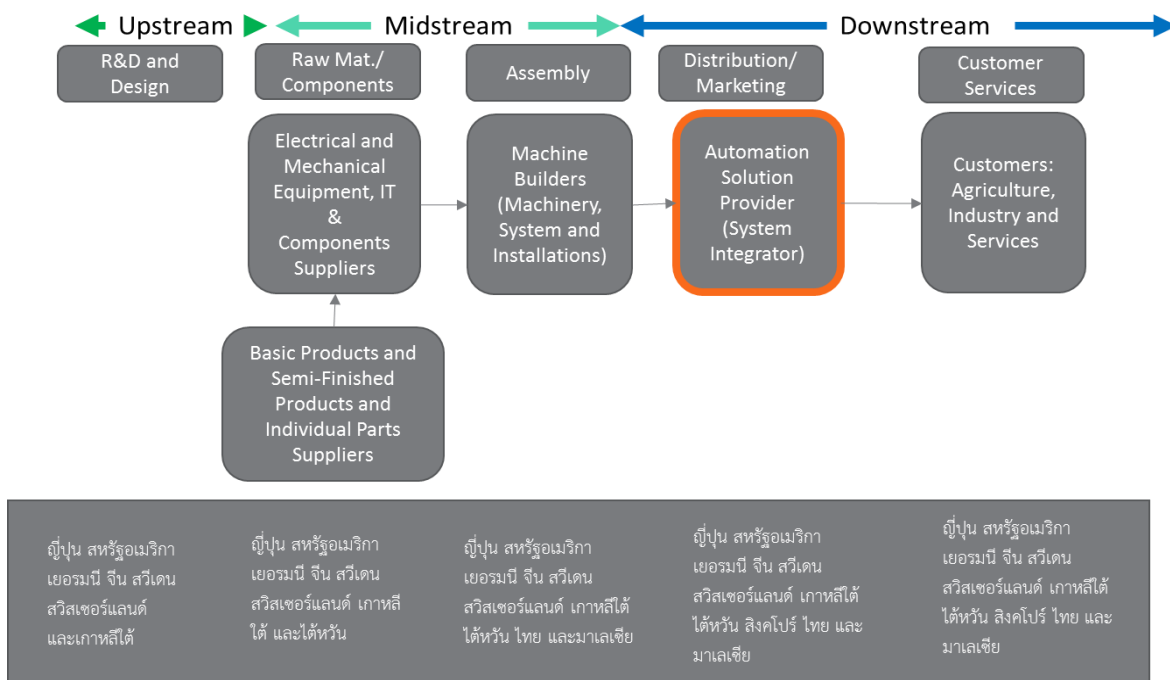 Upstream
Midstream
Downstream
R&D and
Design
Raw Mat./
Components
Assembly
Distribution/
Marketing
Customer
Services
Electrical and
Mechanical
Equipment, IT
&
Components
Suppliers
Machine
Builders
(Machinery,
System and
Installations)
Automation
Solution
Provider
(System
Integrator)
Customers:
Agriculture,
Industry and
Services
Basic Products and
Semi-Finished
Products and
Individual Parts
Suppliers
ญี่ปุ่น สหรัฐอเมริกา
เยอรมนี จีน สวีเดน
สวิสเซอร์แลนด์
และเกาหลีใต้
ญี่ปุ่น สหรัฐอเมริกา
เยอรมนี จีน สวีเดน
สวิสเซอร์แลนด์ เกาหลี
ใต้ และไต้หวัน
ญี่ปุ่น สหรัฐอเมริกา
เยอรมนี จีน สวีเดน
สวิสเซอร์แลนด์ เกาหลีใต้
ไต้หวัน ไทย และมาเลเซีย
ญี่ปุ่น สหรัฐอเมริกา
เยอรมนี จีน สวีเดน
สวิสเซอร์แลนด์ เกาหลีใต้
ไต้หวัน สิงคโปร์ ไทย และ
มาเลเซีย
ญี่ปุ่น สหรัฐอเมริกา
เยอรมนี จีน สวีเดน
สวิสเซอร์แลนด์ เกาหลีใต้
ไต้หวัน สิงคโปร์ ไทย และ
มาเลเซีย